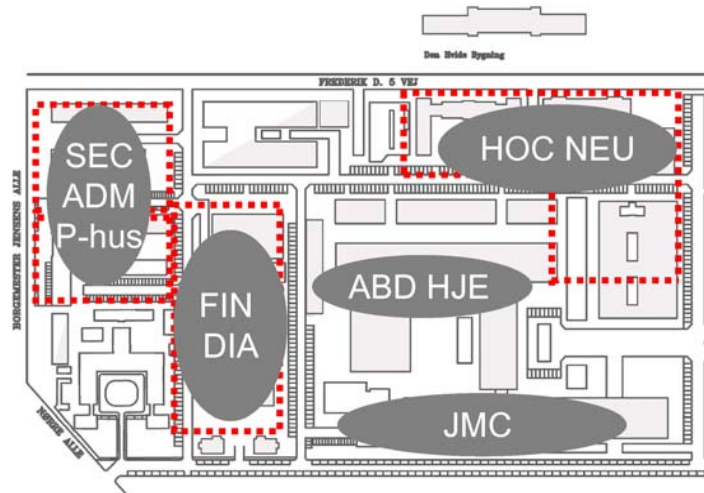 Den Hvide Bygning
FREDERIK D. 5 VEJ
SEC
ADM
P-hus
HOC NEU
BORGEMESTER JENSENS ALLE
ABD HJE
FIN
DIA
NØRRE ALLE
JMC